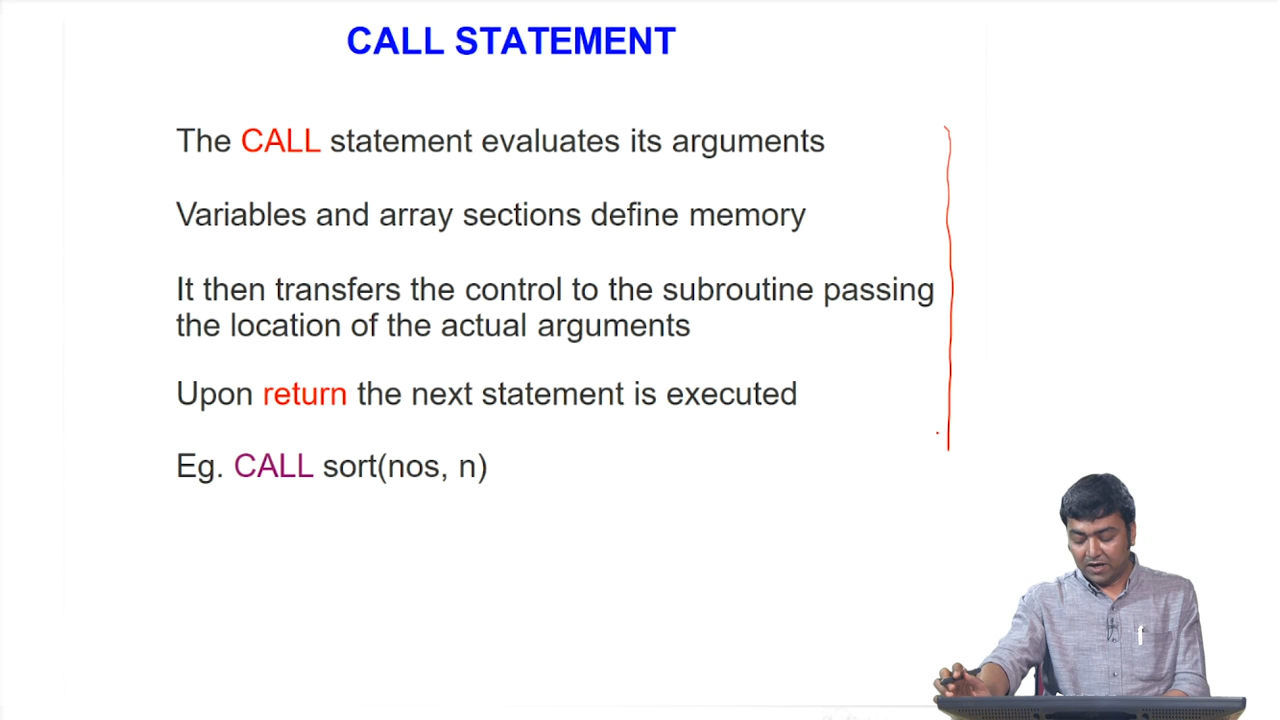 CALL STATEMENT
The CALL statement evaluates its arguments
Variables and array sections define memory
It then transfers the control to the subroutine passing
the location of the actual arguments
Upon return the next statement is executed
Eg. CALL sort(nos, n)